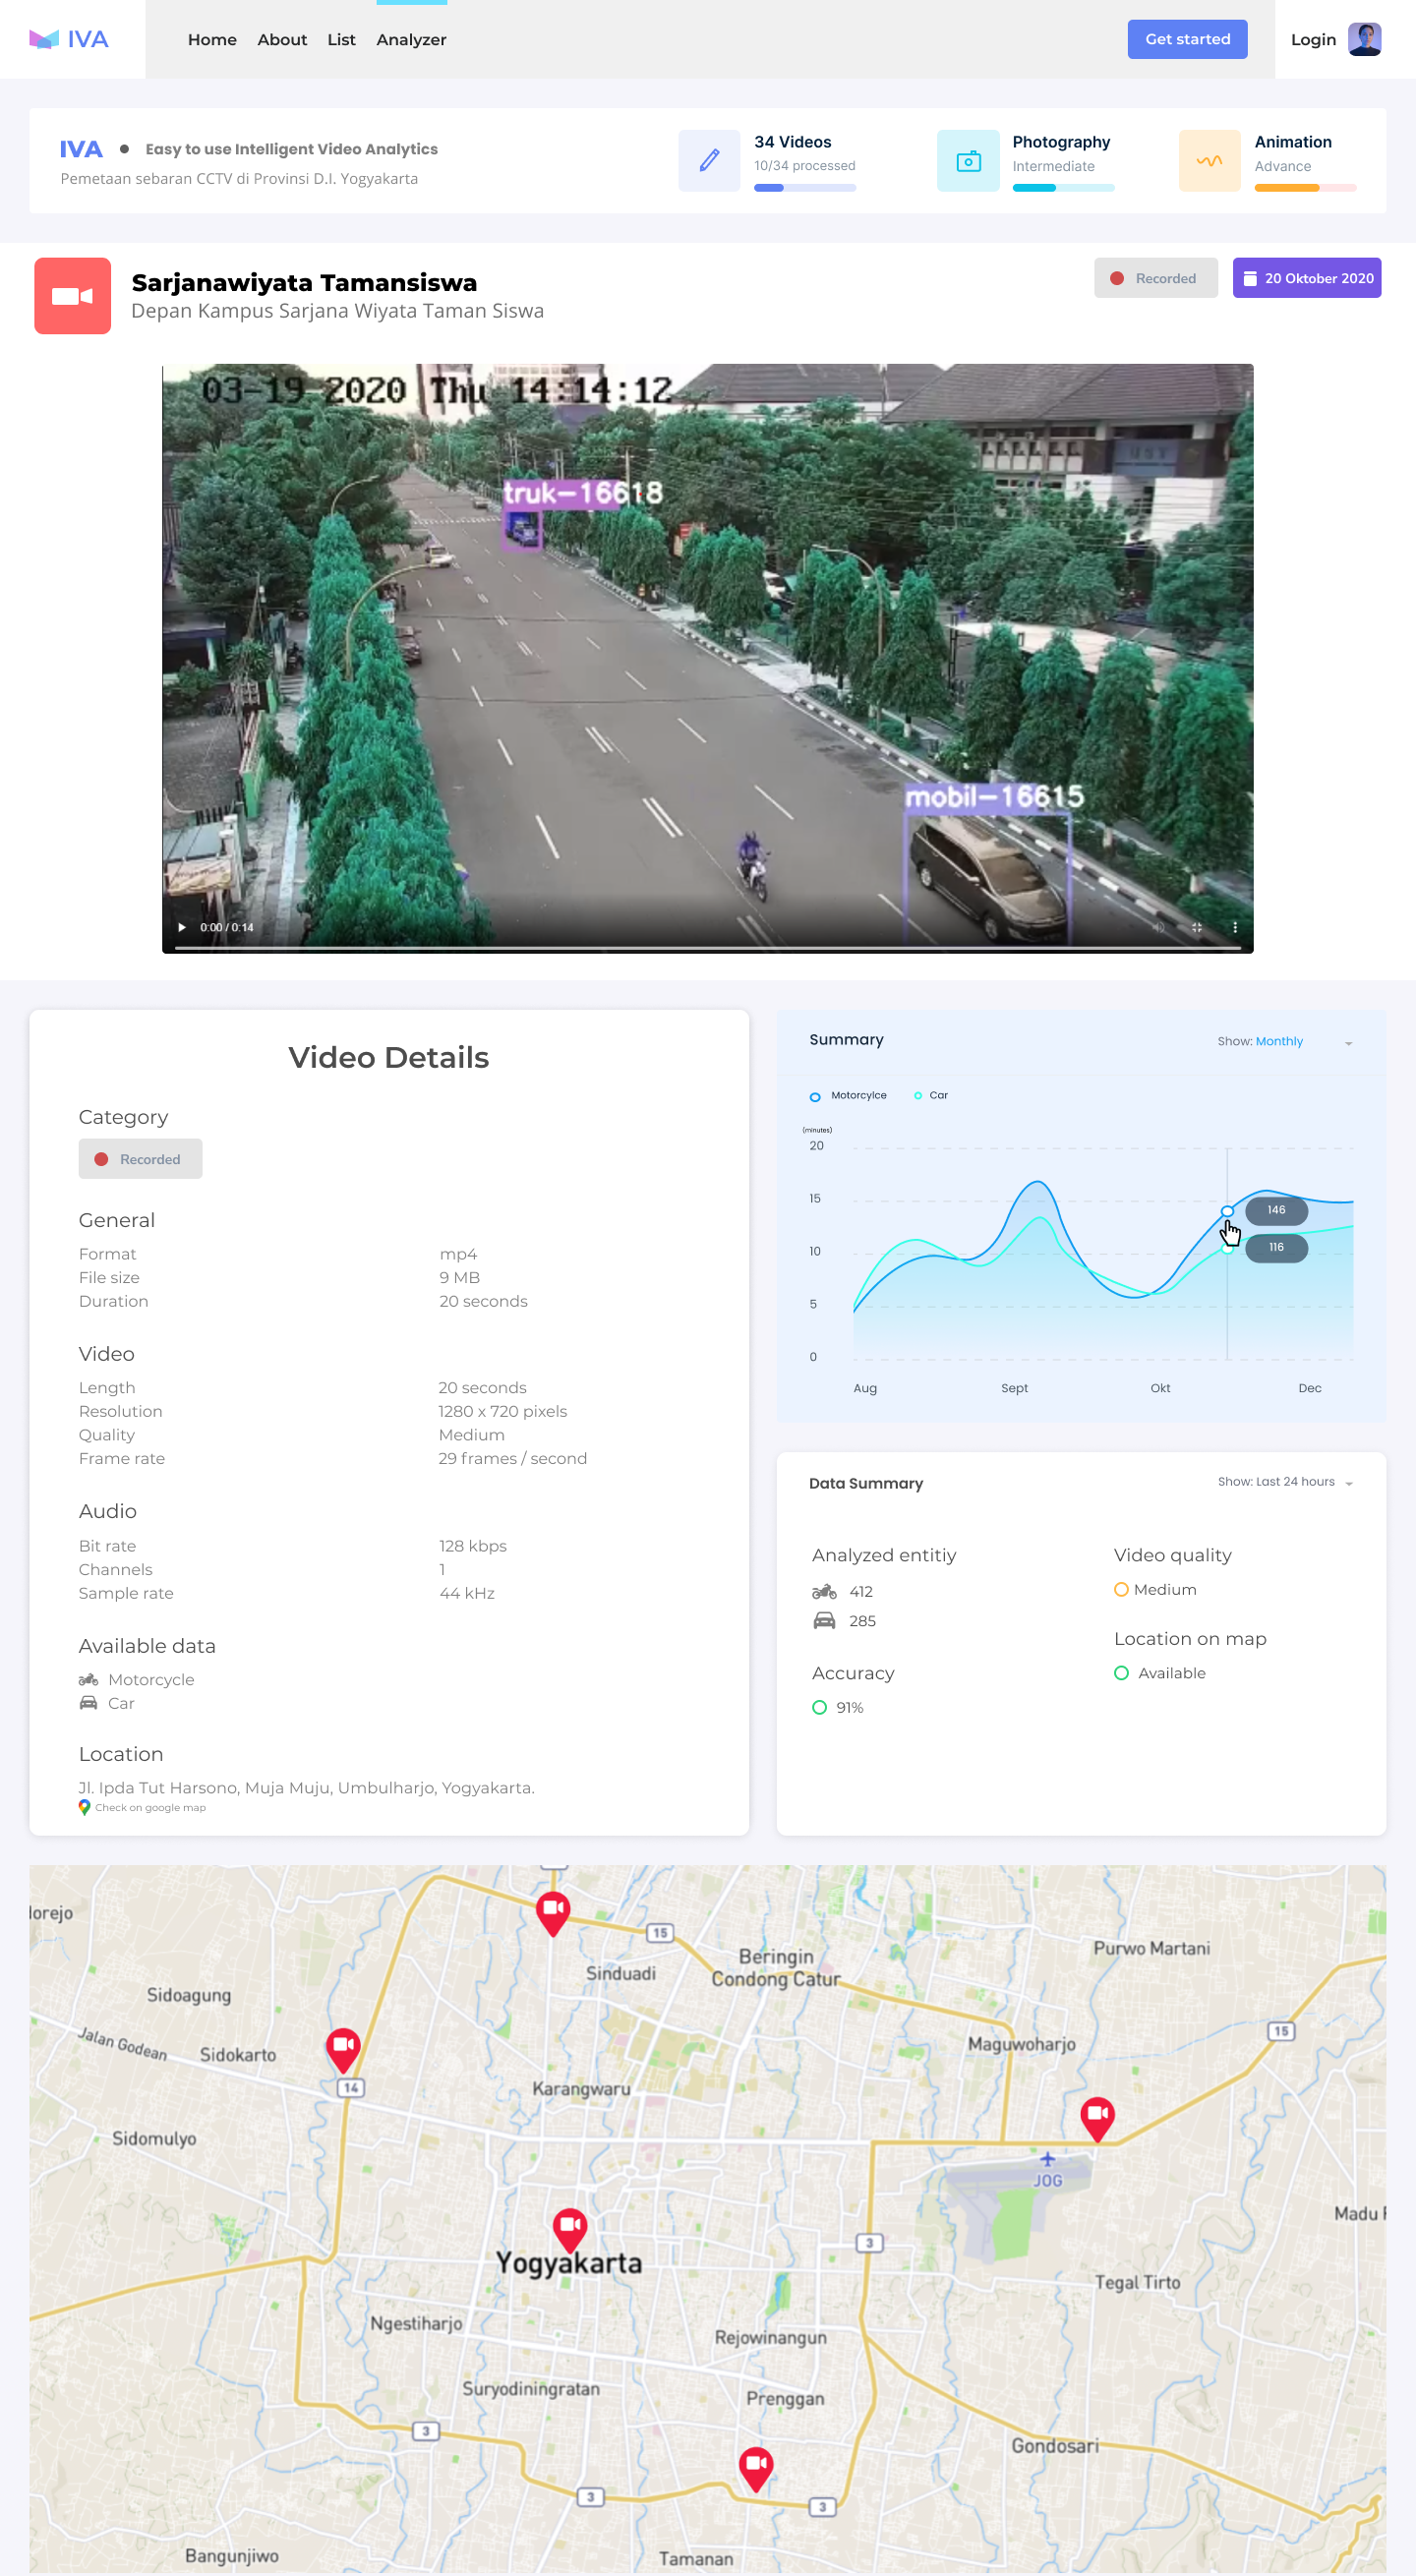 IVA
Home About List Analyzer
Get started
Login
IVA • Easy to use Intelligent Video Analytics
Pemetaan sebaran CCTV di Provinsi D.I. Yogyakarta
34 Videos
10/34 processed
Photography
Intermediate
Animation
Advance
Sarjanawiyata Tamansiswa
Depan Kampus Sarjana Wiyata Taman Siswa
Recorded
20 Oktober 2020
03-19-2020 Thu 14:14:12
truk-16618
mobil-16615
0:00 / 0:14
Video Details
Category
Recorded
General
Format mp4
File size 9 MB
Duration 20 seconds
Video
Length 20 seconds
Resolution 1280 x 720 pixels
Quality Medium
Frame rate 29 frames / second
Audio
Bit rate 128 kbps
Channels 1
Sample rate 44 kHz
Available data
Motorcycle
Car
Location
Jl. Ipda Tut Harsono, Muja Muju, Umbulharjo, Yogyakarta.
Check on google map
Summary
Show: Monthly
Motorcylce Car
(minutes)
20
15
10
5
0
146
116
Aug Sept Okt Dec
Data Summary
Show: Last 24 hours
Analyzed entitiy
412
285
Accuracy
91%
Video quality
Medium
Location on map
Available
lorejo
15
Sinduadi
Beringin
Condong Catur
Purwo Martani
Sidoagung
Jalan Godean
Sidokarto
14
Maguwoharjo
15
Karangwaru
Sidomulyo
JOG
Madu
Yogyakarta
3
Tegal Tirto
Ngestiharjo
Rejowinangun
Suryodiningratan
Prenggan
3
Gondosari
3
3
Bangunjiwo
Tamanan